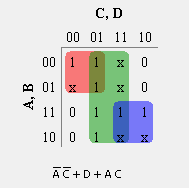 C, D
00 01 11 10
A, B
00 1 1 x 0
01 x 1 x 0
11 0 1 1 1
10 0 1 x x
A̅ C̅ + D + A C